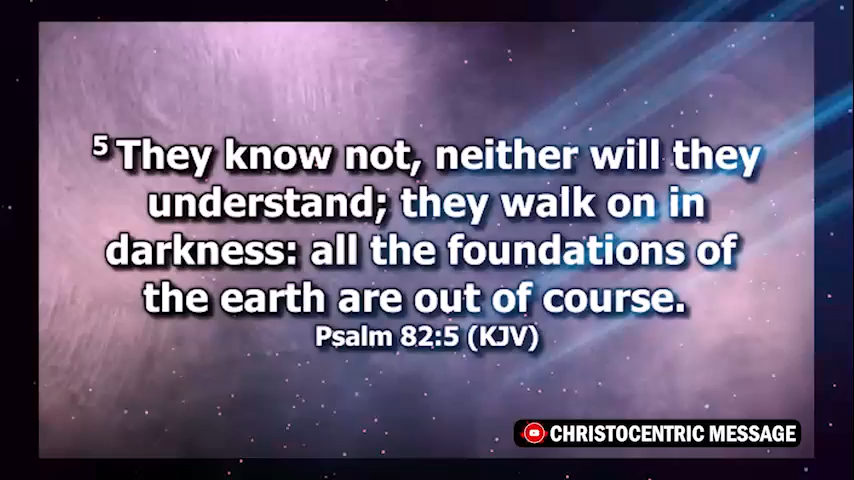 5 They know not, neither will they
understand; they walk on in
darkness: all the foundations of
the earth are out of course.
Psalm 82:5 (KJV)
CHRISTOCENTRIC MESSAGE